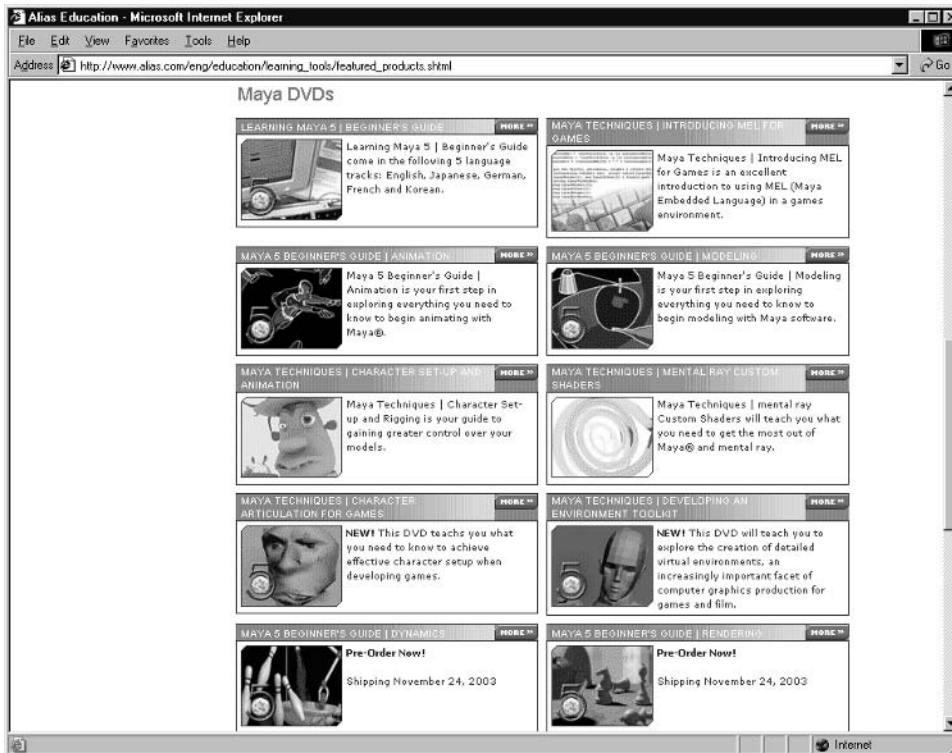 Alias Education - Microsoft Internet Explorer
File Edit View Favorites Tools Help
Address http://www.alias.com/eng/education/learning_tools/featured_products.shtml Go
Maya DVDs
LEARNING MAYA 5 | BEGINNER'S GUIDE MORE »
Learning Maya 5 | Beginner's Guide
come in the following 5 language
tracks: English, Japanese, German,
French and Korean.
MAYA TECHNIQUES | INTRODUCING MEL FOR
GAMES MORE »
Maya Techniques | Introducing MEL
for Games is an excellent
introduction to using MEL (Maya
Embedded Language) in a games
environment.
MAYA 5 BEGINNER'S GUIDE | ANIMATION MORE »
5
Maya 5 Beginner's Guide |
Animation is your first step in
exploring everything you need to
know to begin animating with
Maya®.
MAYA 5 BEGINNER'S GUIDE | MODELING MORE »
5
Maya 5 Beginner's Guide | Modeling
is your first step in exploring
everything you need to know to
begin modeling with Maya software.
MAYA TECHNIQUES | CHARACTER SET-UP AND
ANIMATION MORE »
Maya Techniques | Character Set-
up and Rigging is your guide to
gaining greater control over your
models.
MAYA TECHNIQUES | MENTAL RAY CUSTOM
SHADERS MORE »
Maya Techniques | mental ray
Custom Shaders will teach you what
you need to get the most out of
Maya® and mental ray.
MAYA TECHNIQUES | CHARACTER
ARTICULATION FOR GAMES MORE »
5
NEW! This DVD teachs you what
you need to know to achieve
effective character setup when
developing games.
MAYA TECHNIQUES | DEVELOPING AN
ENVIRONMENT TOOLKIT MORE »
5
NEW! This DVD will teach you to
explore the creation of detailed
virtual environments, an
increasingly important facet of
computer graphics production for
games and film.
MAYA 5 BEGINNER'S GUIDE | DYNAMICS MORE »
5
Pre-Order Now!
Shipping November 24, 2003
MAYA 5 BEGINNER'S GUIDE | RENDERING MORE »
5
Pre-Order Now!
Shipping November 24, 2003
Internet